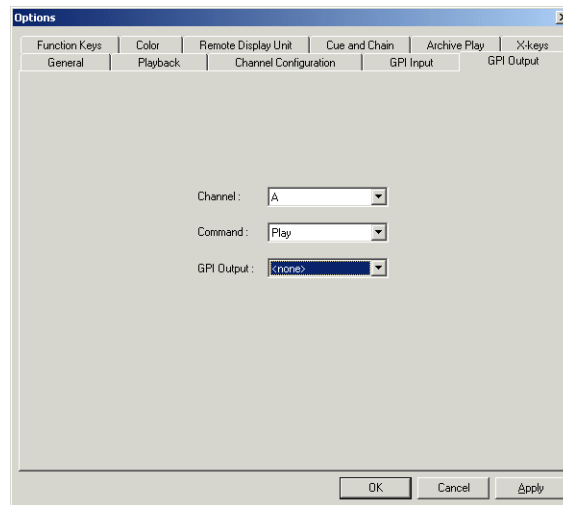 Options
Function Keys Color Remote Display Unit Cue and Chain Archive Play X-keys
General Playback Channel Configuration GPI Input GPI Output
Channel : A
Command : Play
GPI Output : <none>
OK Cancel Apply